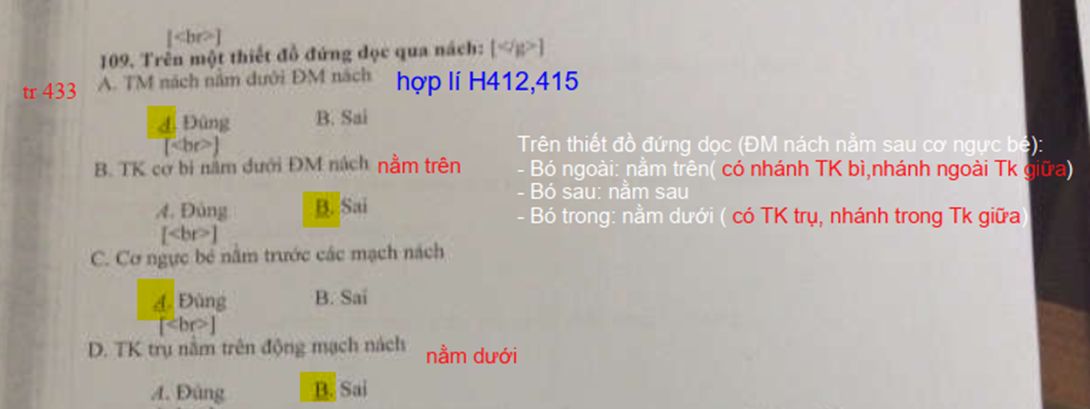 [<br>]
109. Trên một thiết đồ đứng dọc qua nách: [</g>]
tr 433 A. TM nách nằm dưới ĐM nách hợp lí H412,415
A. Đúng B. Sai
[<br>]
B. TK cơ bì nằm dưới ĐM nách nằm trên
A. Đúng B. Sai
[<br>]
Trên thiết đồ đứng dọc (ĐM nách nằm sau cơ ngực bé):
- Bó ngoài: nằm trên( có nhánh TK bì,nhánh ngoài Tk giữa)
- Bó sau: nằm sau
- Bó trong: nằm dưới ( có TK trụ, nhánh trong Tk giữa)
C. Cơ ngực bé nằm trước các mạch nách
A. Đúng B. Sai
[<br>]
D. TK trụ nằm trên động mạch nách nằm dưới
A. Đúng B. Sai